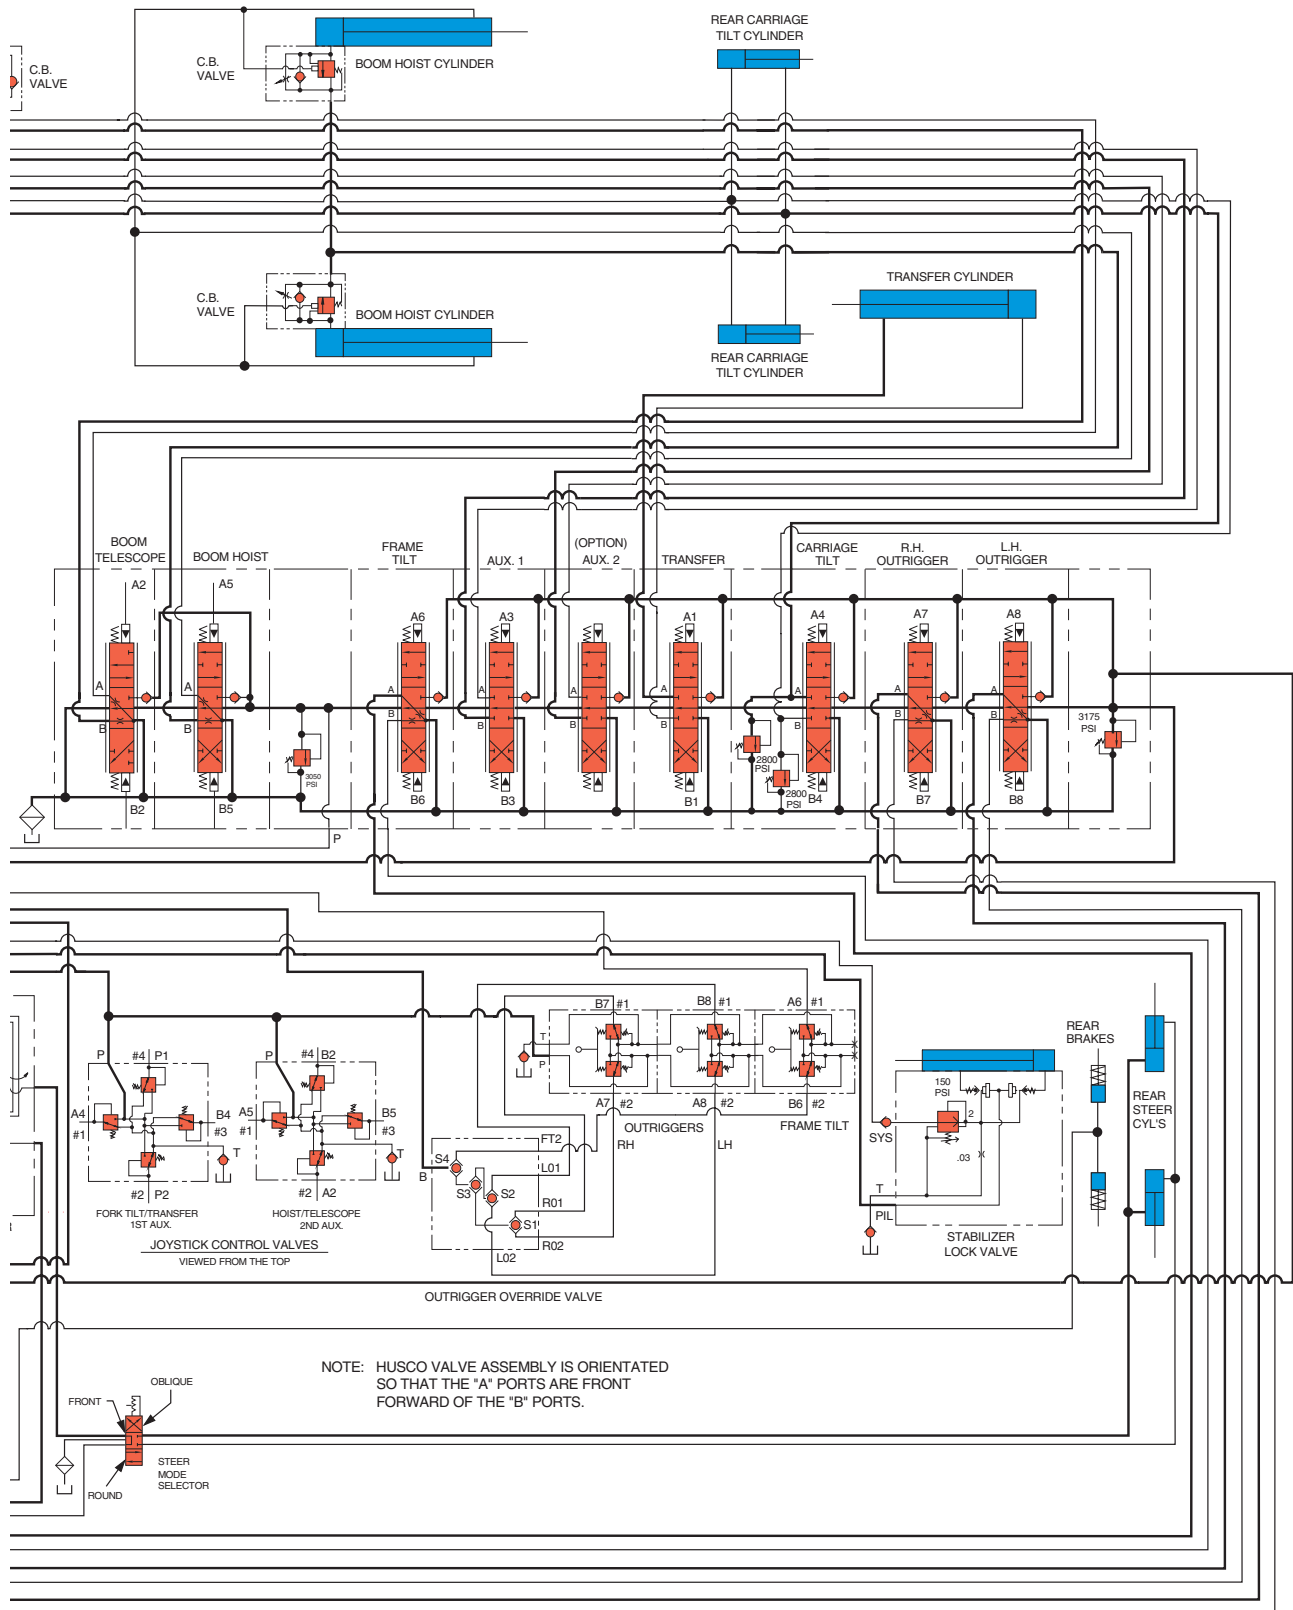 REAR CARRIAGE
TILT CYLINDER
C.B.
VALVE
C.B.
VALVE
BOOM HOIST CYLINDER
TRANSFER CYLINDER
C.B.
VALVE
BOOM HOIST CYLINDER
REAR CARRIAGE
TILT CYLINDER
BOOM
TELESCOPE
BOOM HOIST
FRAME
TILT
AUX. 1
(OPTION)
AUX. 2
TRANSFER
CARRIAGE
TILT
R.H.
OUTRIGGER
L.H.
OUTRIGGER
A2
A5
A6
A3
A1
A4
A7
A8
A
B
A
B
A
B
A
B
A
B
A
B
A
B
A
B
A
B
3050
PSI
2800
PSI
2800
PSI
3175
PSI
B2
B5
B6
B3
B1
B4
B7
B8
P
B7 #1
B8 #1
A6 #1
T
P
A7 #2
A8 #2
B6 #2
OUTRIGGERS
RH
LH
FRAME TILT
P
#4 P1
A4
#1
B4
#3
T
#2 P2
FORK TILT/TRANSFER
1ST AUX.
P
#4 B2
A5
#1
B5
#3
T
#2 A2
HOIST/TELESCOPE
2ND AUX.
JOYSTICK CONTROL VALVES
VIEWED FROM THE TOP
B
S4
S3
S2
S1
FT2
L01
R01
R02
L02
OUTRIGGER OVERRIDE VALVE
150
PSI
2
SYS
.03
T
PIL
STABILIZER
LOCK VALVE
REAR
BRAKES
REAR
STEER
CYL'S
NOTE: HUSCO VALVE ASSEMBLY IS ORIENTATED
SO THAT THE "A" PORTS ARE FRONT
FORWARD OF THE "B" PORTS.
OBLIQUE
FRONT
ROUND
STEER
MODE
SELECTOR